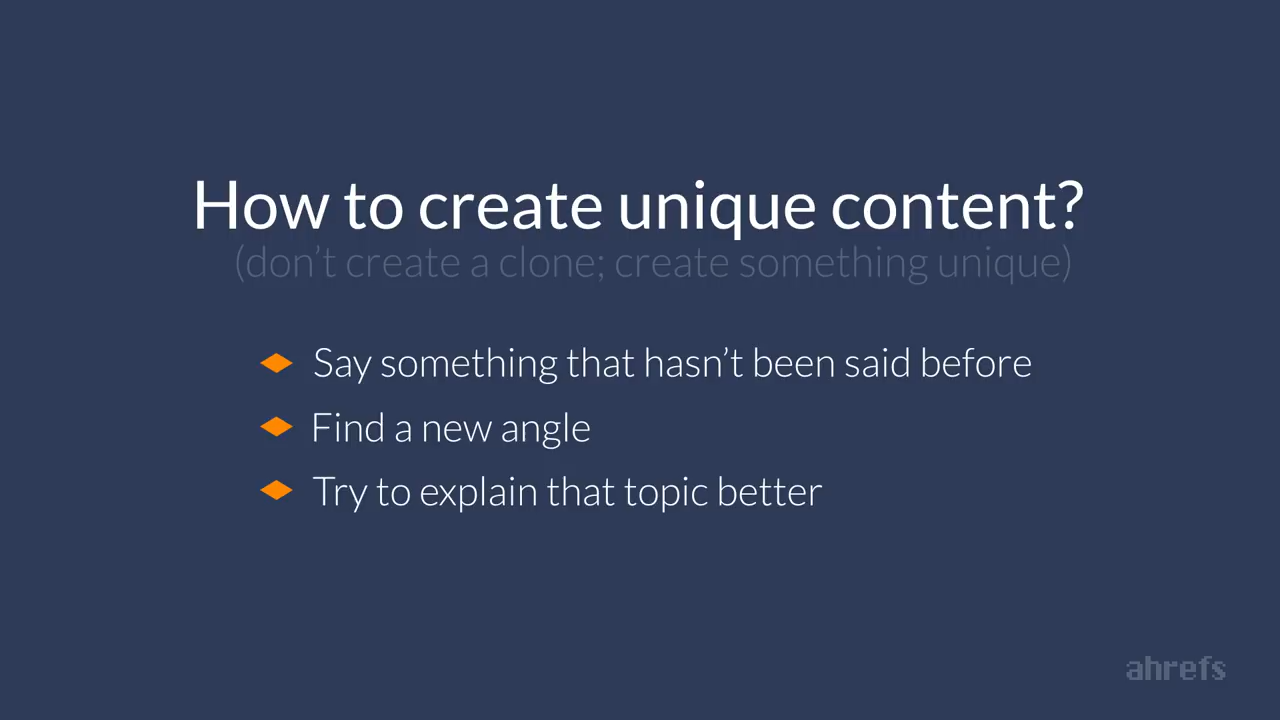 How to create unique content?
(don’t create a clone; create something unique)
Say something that hasn’t been said before
Find a new angle
Try to explain that topic better
ahrefs